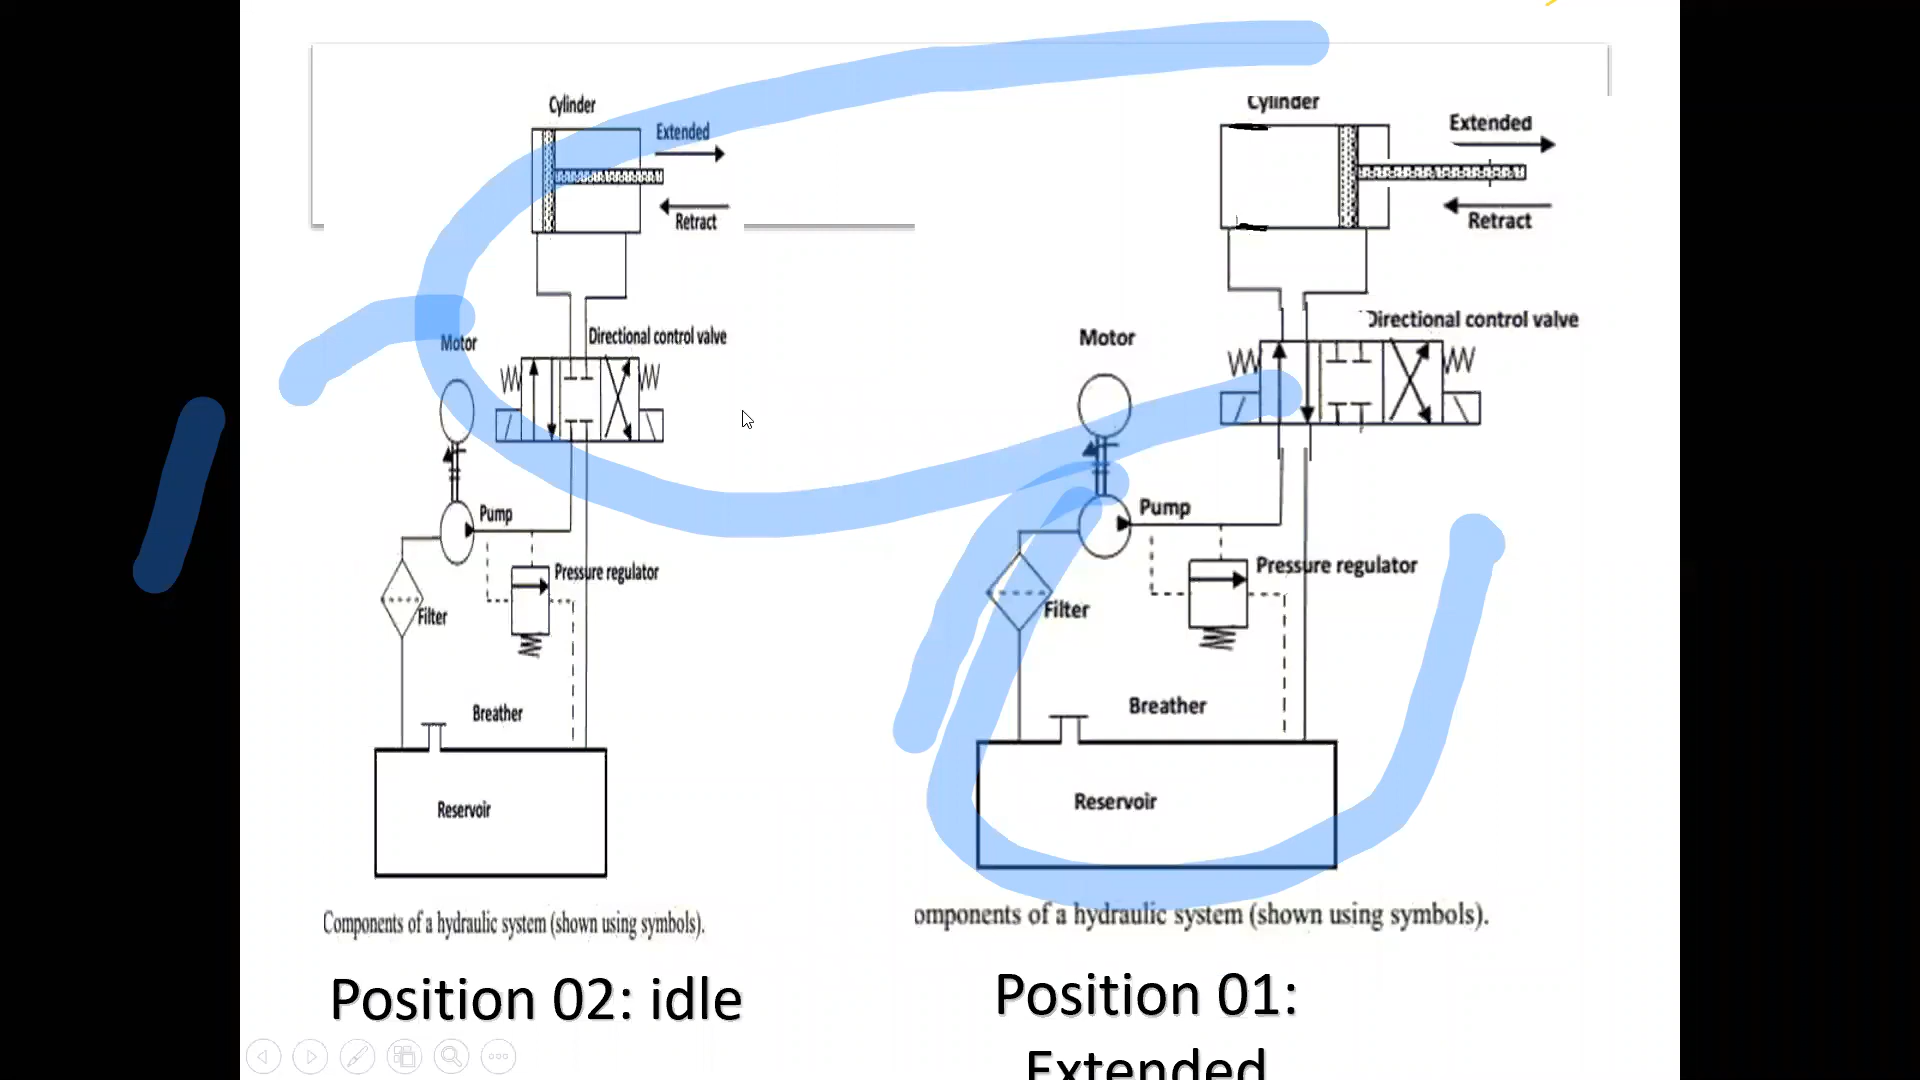 Cylinder
Extended
Retract
Directional control valve
Motor
Pump
Pressure regulator
Filter
Breather
Reservoir
Components of a hydraulic system (shown using symbols).
Position 02: idle
Cylinder
Extended
Retract
Directional control valve
Motor
Pump
Pressure regulator
Filter
Breather
Reservoir
omponents of a hydraulic system (shown using symbols).
Position 01:
Extended